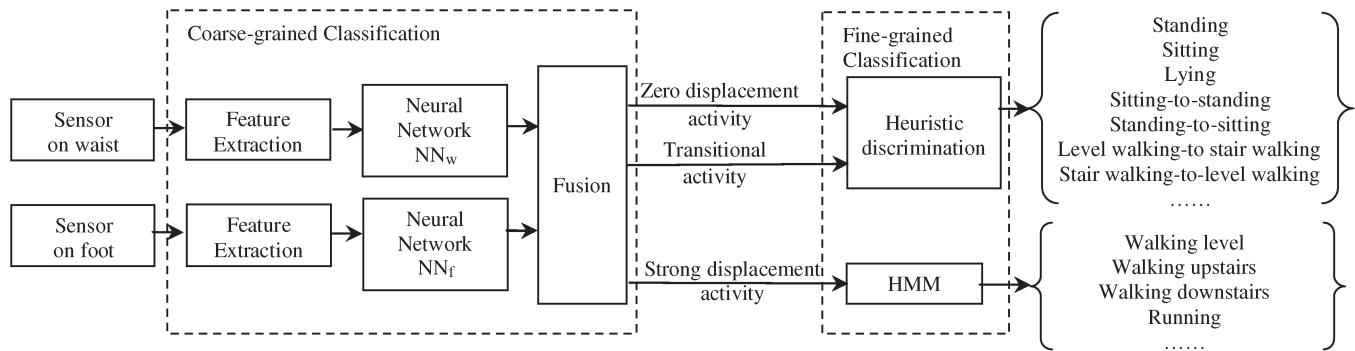 Coarse-grained Classification
Sensor
on waist
Feature
Extraction
Neural
Network
NNw
Sensor
on foot
Feature
Extraction
Neural
Network
NNf
Fusion
Zero displacement
activity
Transitional
activity
Strong displacement
activity
Fine-grained
Classification
Heuristic
discrimination
HMM
Standing
Sitting
Lying
Sitting-to-standing
Standing-to-sitting
Level walking-to stair walking
Stair walking-to-level walking
……
Walking level
Walking upstairs
Walking downstairs
Running
……